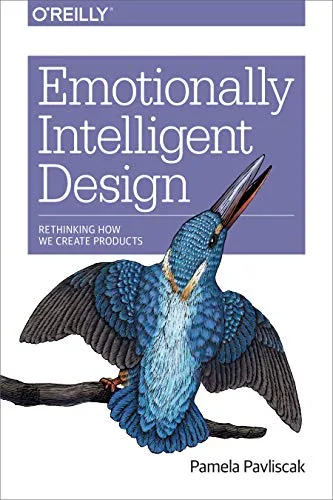 O'REILLY®
Emotionally
Intelligent
Design
RETHINKING HOW
WE CREATE PRODUCTS
Pamela Pavliscak